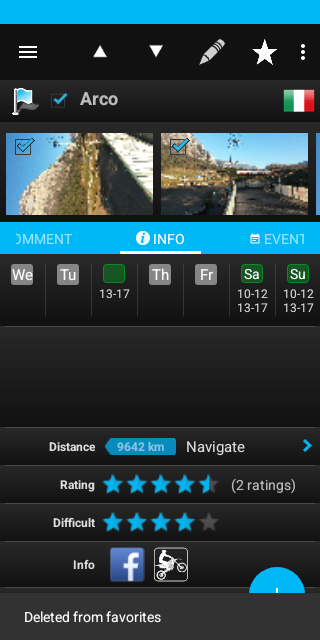 Arco
OMMENT
INFO
EVENT
We
Tu
Th
Fr
Sa
Su
13-17
10-12
13-17
10-12
13-17
Distance
9642 km
Navigate
Rating
(2 ratings)
Difficult
Info
Deleted from favorites